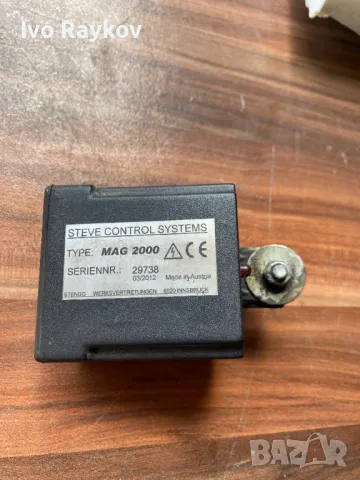 Ivo Raykov
STEVE CONTROL SYSTEMS
TYPE: MAG 2000 CE
SERIENNR.: 29738
03/2012 Made in Austria
STENGG WERKSVERTRETUNGEN 6020 INNSBRUCK
BAZAR